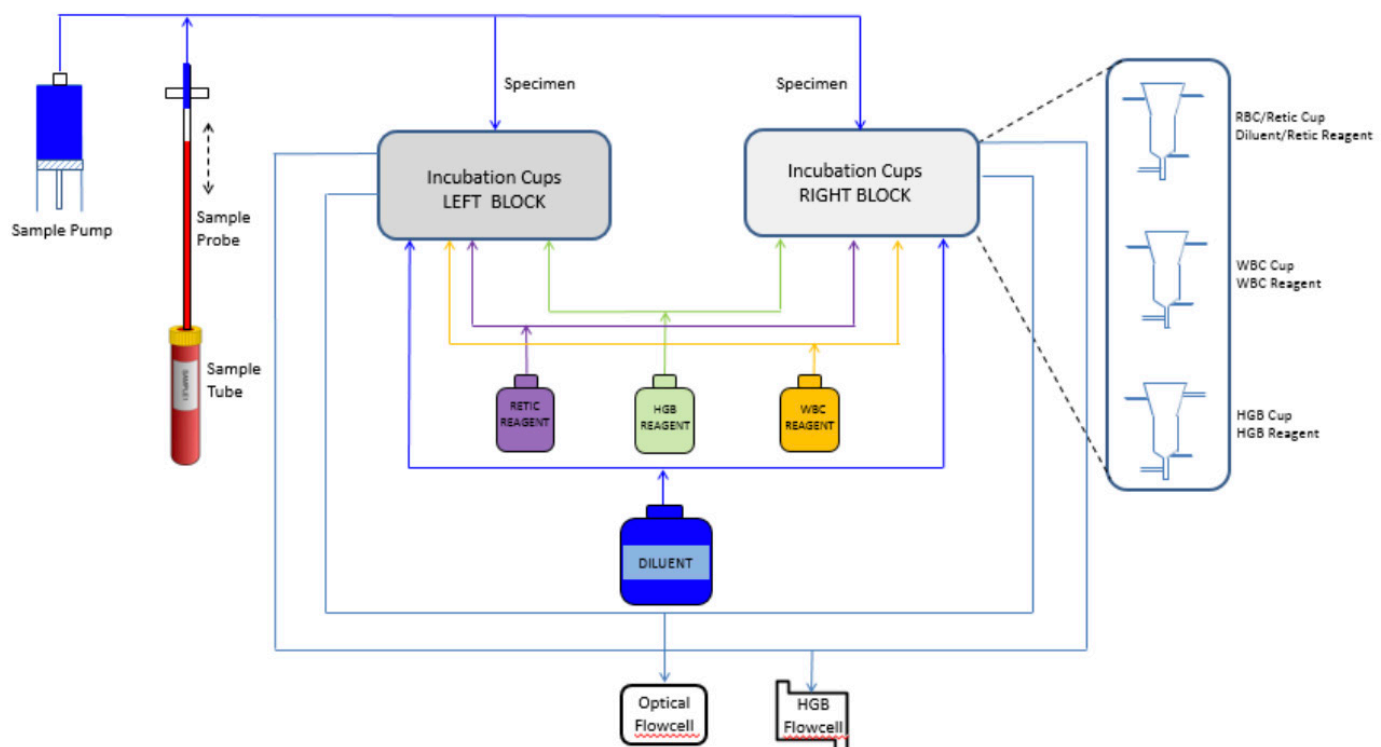 Specimen
Specimen
RBC/Retic Cup
Diluent/Retic Reagent
Incubation Cups
LEFT BLOCK
Incubation Cups
RIGHT BLOCK
Sample Pump
Sample
Probe
WBC Cup
WBC Reagent
Sample
Tube
SAMPLE1
RETIC
REAGENT
HGB
REAGENT
WBC
REAGENT
HGB Cup
HGB Reagent
DILUENT
Optical
Flowcell
HGB
Flowcell